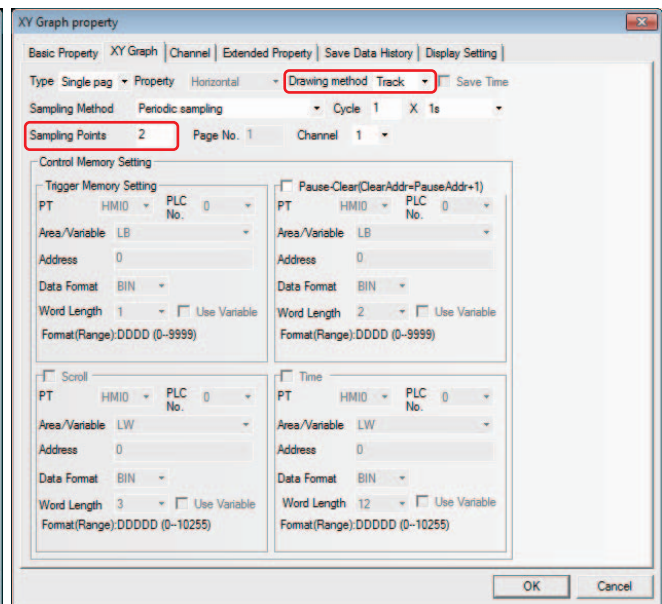 XY Graph property
Basic Property XY Graph Channel Extended Property Save Data History Display Setting
Type Single pag Property Horizontal Drawing method Track Save Time
Sampling Method Periodic sampling Cycle 1 X 1s
Sampling Points 2 Page No. 1 Channel 1
Control Memory Setting
Trigger Memory Setting
PT HMI0 PLC No. 0
Area/Variable LB
Address 0
Data Format BIN
Word Length 1 Use Variable
Format(Range):DDDD (0~9999)
Pause-Clear(ClearAddr=PauseAddr+1)
PT HMI0 PLC No. 0
Area/Variable LB
Address 0
Data Format BIN
Word Length 2 Use Variable
Format(Range):DDDD (0~9999)
Scroll
PT HMI0 PLC No. 0
Area/Variable LW
Address 0
Data Format BIN
Word Length 3 Use Variable
Format(Range):DDDDD (0~10255)
Time
PT HMI0 PLC No. 0
Area/Variable LW
Address 0
Data Format BIN
Word Length 12 Use Variable
Format(Range):DDDDD (0~10255)
OK Cancel